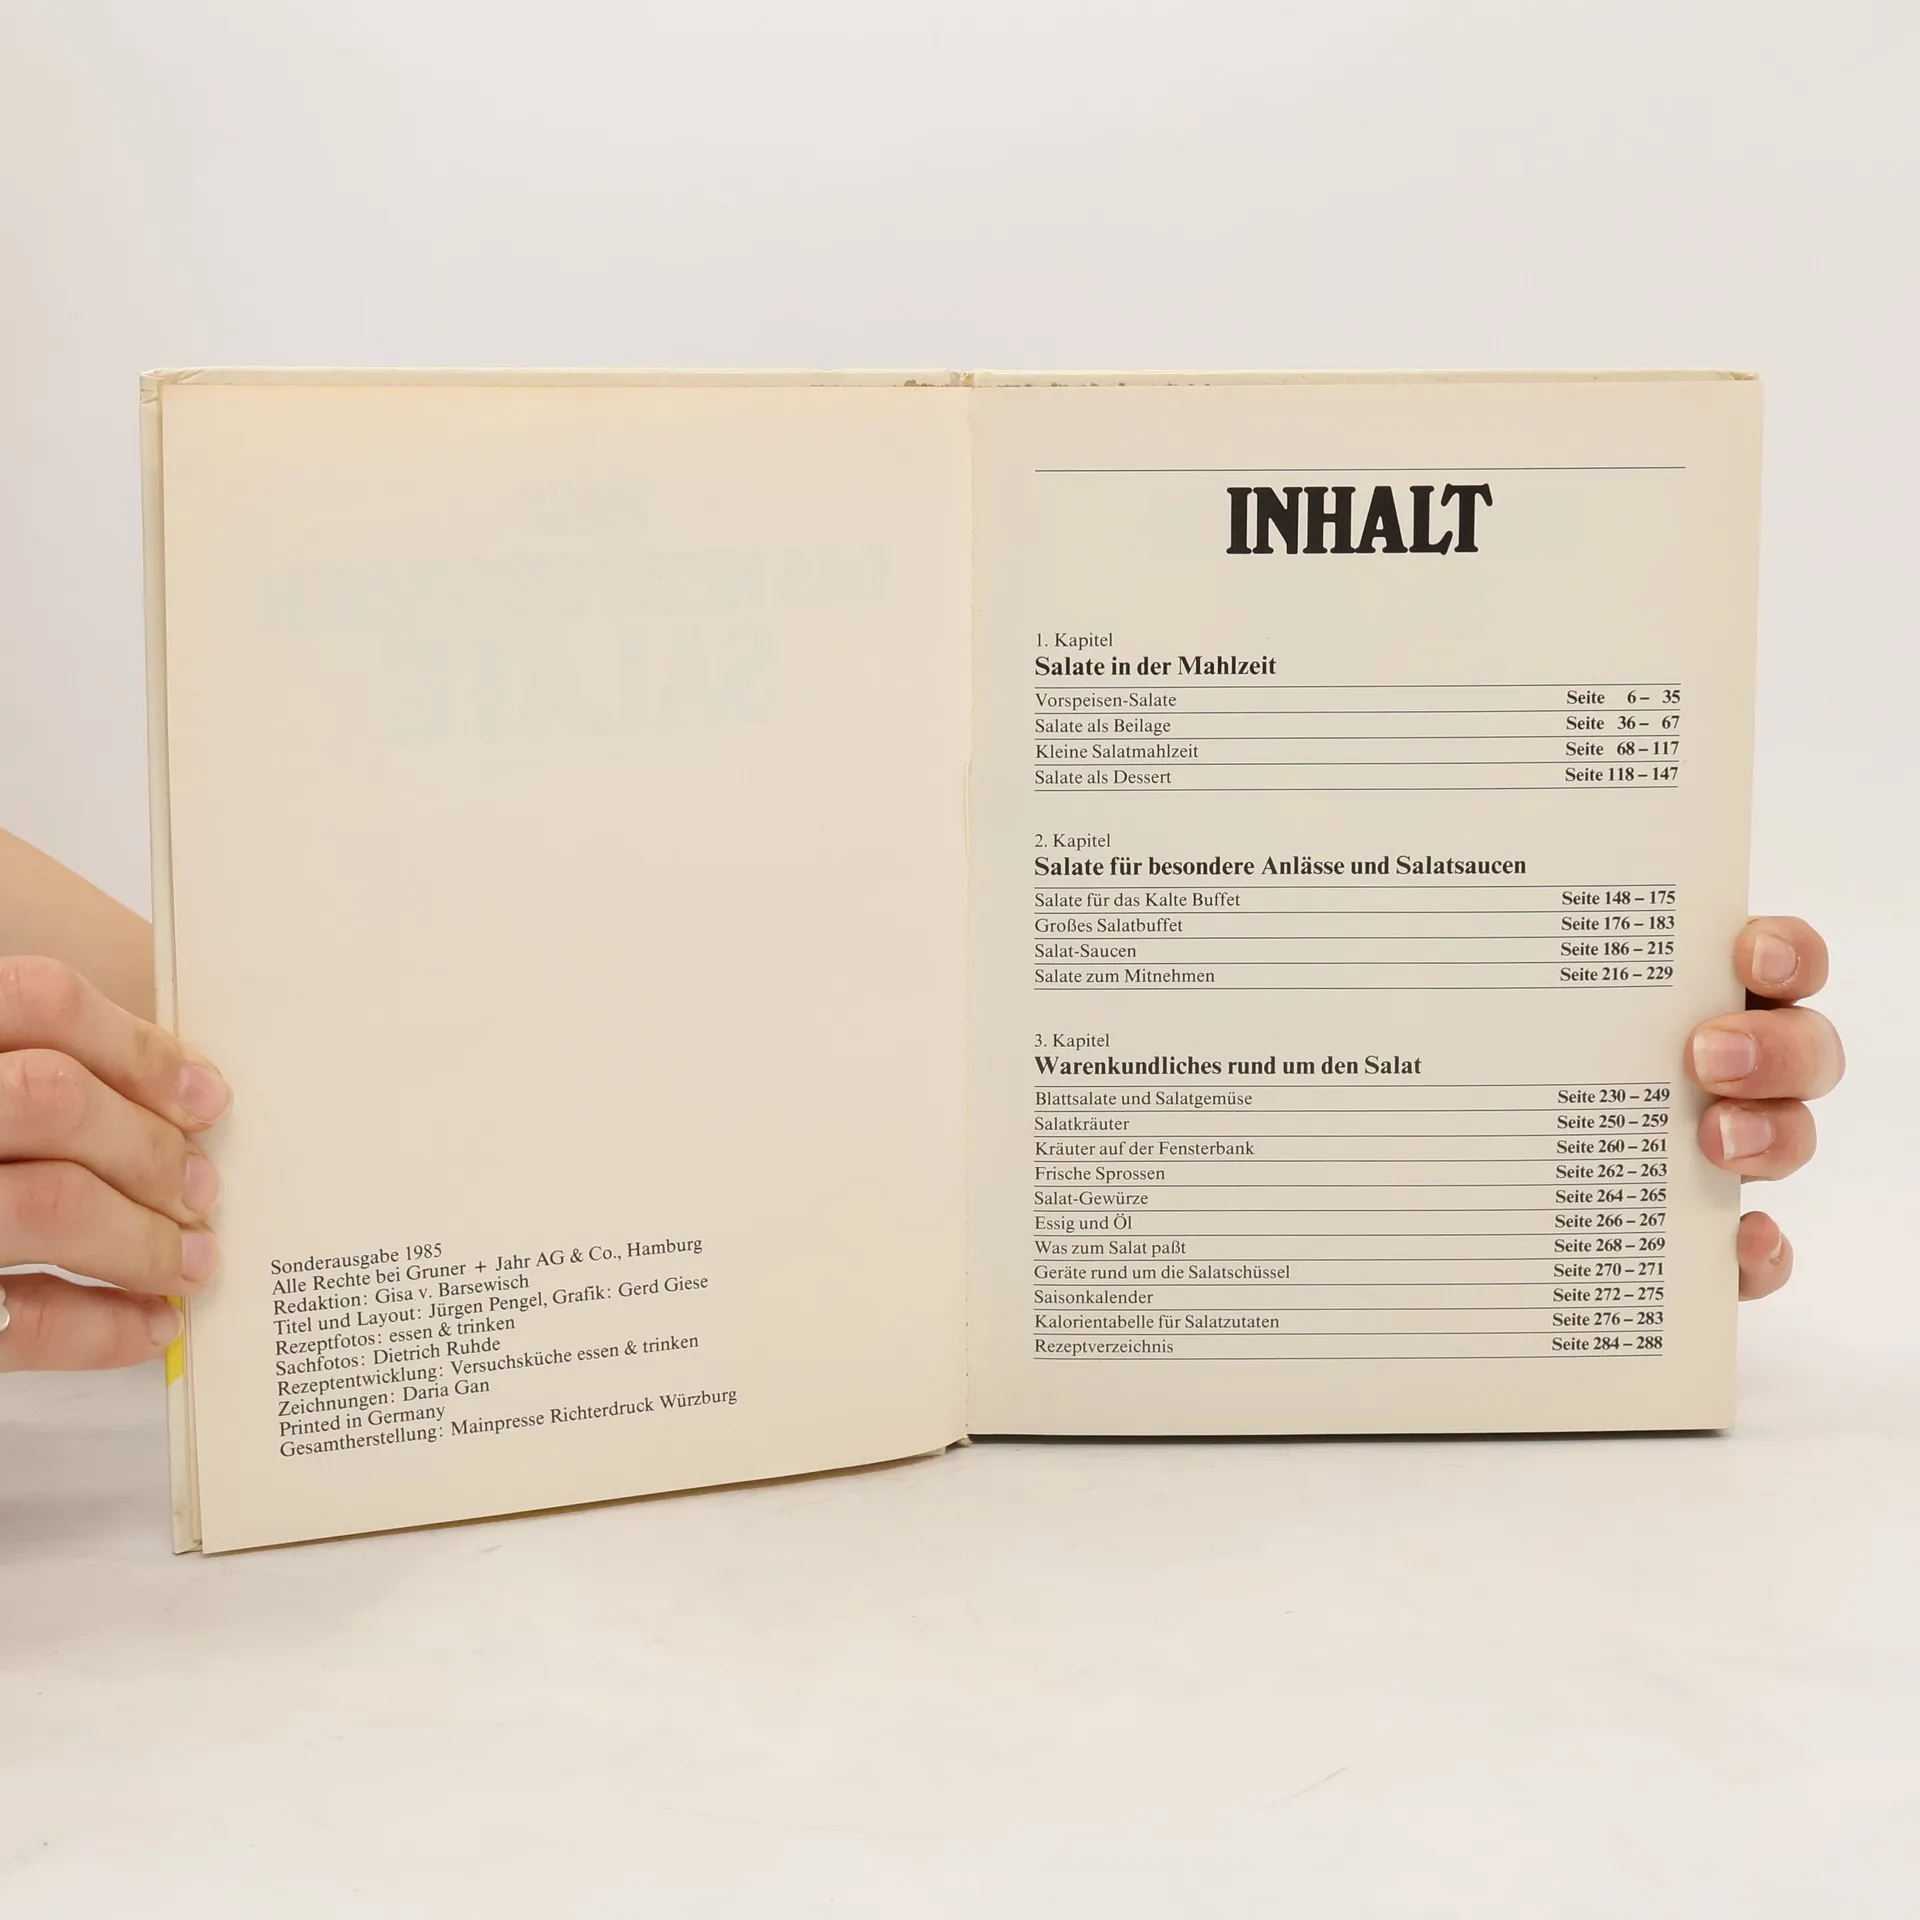 Sonderausgabe 1985
Alle Rechte bei Gruner + Jahr AG & Co., Hamburg
Redaktion: Gisa v. Barsewisch
Titel und Layout: Jürgen Pengel, Grafik: Gerd Giese
Rezeptfotos: essen & trinken
Sachfotos: Dietrich Ruhde
Rezeptentwicklung: Versuchsküche essen & trinken
Zeichnungen: Daria Gan
Printed in Germany
Gesamtherstellung: Mainpresse Richterdruck Würzburg
INHALT
1. Kapitel
Salate in der Mahlzeit
Vorspeisen-Salate Seite 6 – 35
Salate als Beilage Seite 36 – 67
Kleine Salatmahlzeit Seite 68 – 117
Salate als Dessert Seite 118 – 147
2. Kapitel
Salate für besondere Anlässe und Salatsaucen
Salate für das Kalte Buffet Seite 148 – 175
Großes Salatbuffet Seite 176 – 183
Salat-Saucen Seite 186 – 215
Salate zum Mitnehmen Seite 216 – 229
3. Kapitel
Warenkundliches rund um den Salat
Blattsalate und Salatgemüse Seite 230 – 249
Salatkräuter Seite 250 – 259
Kräuter auf der Fensterbank Seite 260 – 261
Frische Sprossen Seite 262 – 263
Salat-Gewürze Seite 264 – 265
Essig und Öl Seite 266 – 267
Was zum Salat paßt Seite 268 – 269
Geräte rund um die Salatschüssel Seite 270 – 271
Saisonkalender Seite 272 – 275
Kalorientabelle für Salatzutaten Seite 276 – 283
Rezeptverzeichnis Seite 284 – 288